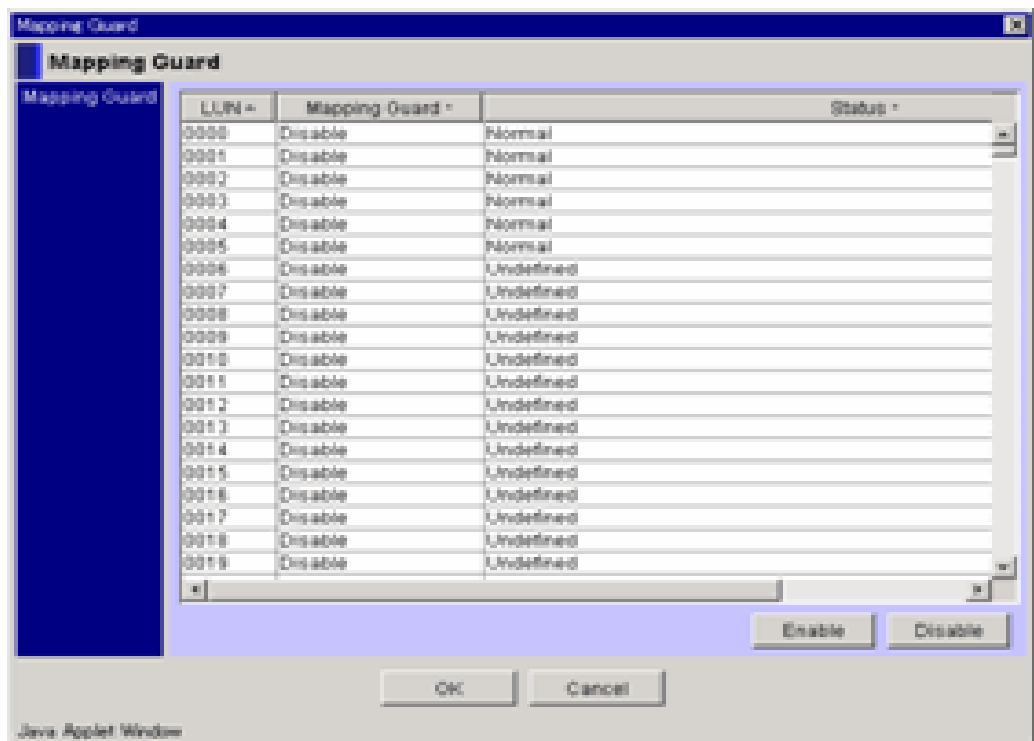 Mapping Guard
Mapping Guard
Mapping Guard
LUN Mapping Guard Status
0000 Disable Normal
0001 Disable Normal
0002 Disable Normal
0003 Disable Normal
0004 Disable Normal
0005 Disable Normal
0006 Disable Undefined
0007 Disable Undefined
0008 Disable Undefined
0009 Disable Undefined
0010 Disable Undefined
0011 Disable Undefined
0012 Disable Undefined
0013 Disable Undefined
0014 Disable Undefined
0015 Disable Undefined
0016 Disable Undefined
0017 Disable Undefined
0018 Disable Undefined
0019 Disable Undefined
Enable Disable
OK Cancel
Java Applet Window